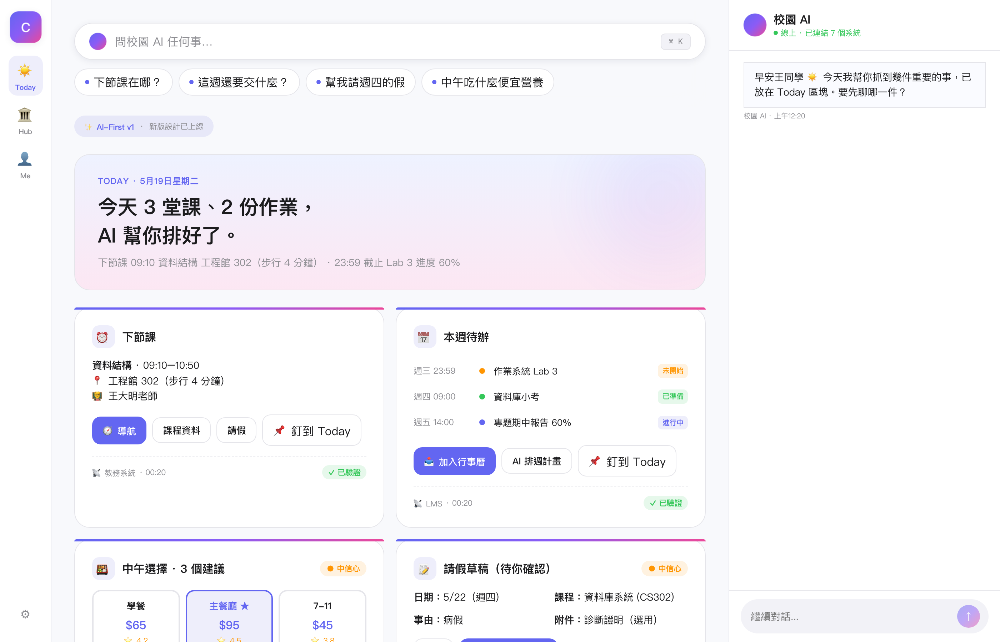 C
Today
Hub
Me
問校園 AI 任何事...
⌘ K
下節課在哪？
這週還要交什麼？
幫我請週四的假
中午吃什麼便宜營養
✨ AI-First v1 · 新版設計已上線
TODAY · 5月19日星期二
今天 3 堂課、2 份作業，
AI 幫你排好了。
下節課 09:10 資料結構 工程館 302（步行 4 分鐘） · 23:59 截止 Lab 3 進度 60%
下節課
資料結構 · 09:10—10:50
工程館 302（步行 4 分鐘）
王大明老師
導航
課程資料
請假
釘到 Today
教務系統 · 00:20
✓ 已驗證
17
本週待辦
週三 23:59
作業系統 Lab 3
未開始
週四 09:00
資料庫小考
已準備
週五 14:00
專題期中報告 60%
進行中
加入行事曆
AI 排週計畫
釘到 Today
LMS · 00:20
✓ 已驗證
中午選擇 · 3 個建議
中信心
學餐
$65
4.2
主餐廳 ★
$95
4.5
7-11
$45
3.8
請假草稿（待你確認）
中信心
日期：5/22（週四）
課程：資料庫系統 (CS302)
事由：病假
附件：診斷證明（選用）
校園 AI
線上 · 已連結 7 個系統
早安王同學 ☀️ 今天我幫你抓到幾件重要的事，已
放在 Today 區塊。要先聊哪一件？
校園 AI · 上午12:20
繼續對話...
↑